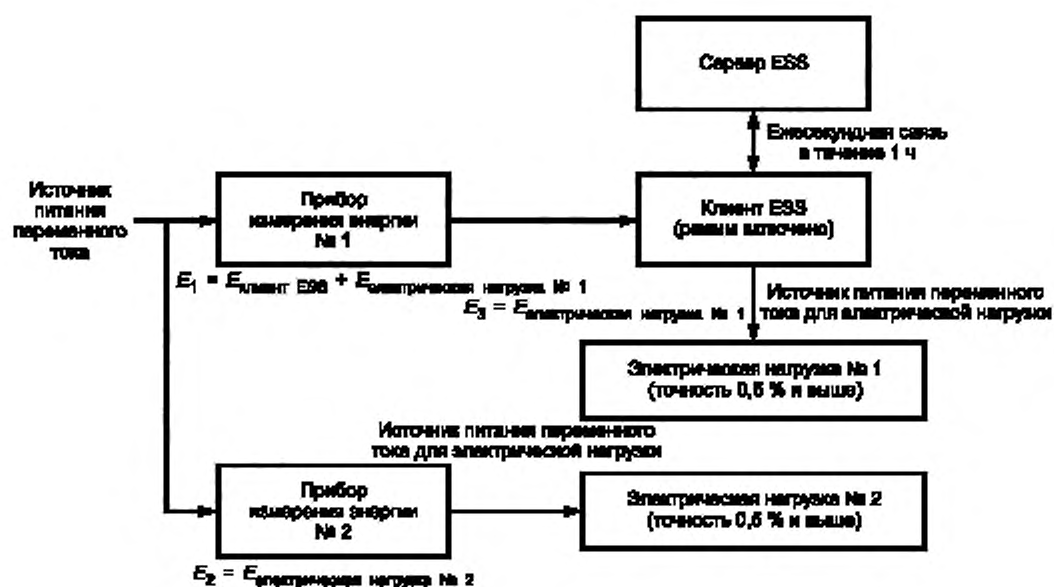 Сервер ESS
Ежесекундная связь
в течение 1 ч
Источник
питания
переменного
тока
Прибор
измерения энергии
№ 1
Клиент ESS
(режим включено)
E1 = Eклиент ESS + Eэлектрическая нагрузка № 1
E3 = Eэлектрическая нагрузка № 1
Источник питания переменного
тока для электрической нагрузки
Электрическая нагрузка № 1
(точность 0,5 % и выше)
Источник питания переменного
тока для электрической нагрузки
Прибор
измерения энергии
№ 2
Электрическая нагрузка № 2
(точность 0,5 % и выше)
E2 = Eэлектрическая нагрузка № 2